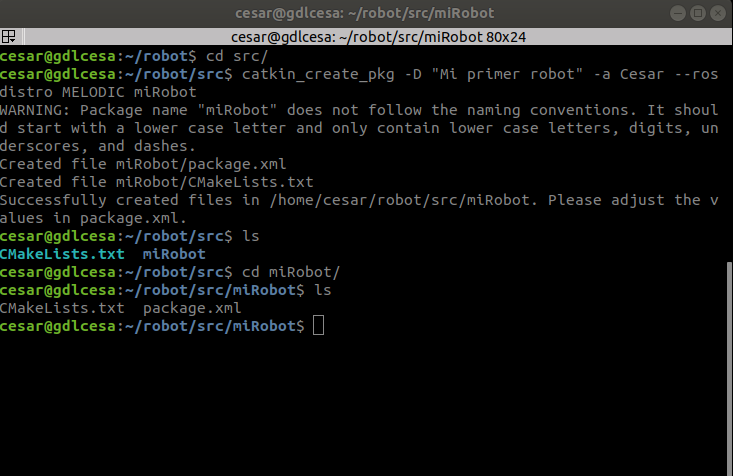 cesar@gdlcesa: ~/robot/src/miRobot
cesar@gdlcesa: ~/robot/src/miRobot 80x24
cesar@gdlcesa:~/robot$ cd src/
cesar@gdlcesa:~/robot/src$ catkin_create_pkg -D "Mi primer robot" -a Cesar --ros
distro MELODIC miRobot
WARNING: Package name "miRobot" does not follow the naming conventions. It shoul
d start with a lower case letter and only contain lower case letters, digits, un
derscores, and dashes.
Created file miRobot/package.xml
Created file miRobot/CMakeLists.txt
Successfully created files in /home/cesar/robot/src/miRobot. Please adjust the v
alues in package.xml.
cesar@gdlcesa:~/robot/src$ ls
CMakeLists.txt  miRobot
cesar@gdlcesa:~/robot/src$ cd miRobot/
cesar@gdlcesa:~/robot/src/miRobot$ ls
CMakeLists.txt  package.xml
cesar@gdlcesa:~/robot/src/miRobot$